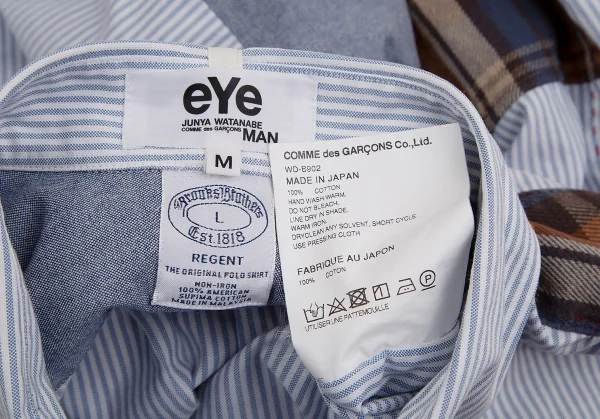 eYe
JUNYA WATANABE
COMME des GARÇONS MAN
M
Brooks Brothers
L
Est. 1818
REGENT
THE ORIGINAL POLO SHIRT
NON-IRON
100% AMERICAN
SUPIMA COTTON
MADE IN MALAYSIA
COMME des GARÇONS Co., Ltd.
WD-B902
MADE IN JAPAN
100% COTTON
HAND WASH WARM.
DO NOT BLEACH.
LINE DRY IN SHADE.
WARM IRON.
DRYCLEAN ANY SOLVENT, SHORT CYCLE.
USE PRESSING CLOTH
FABRIQUE AU JAPON
100% COTON
UTILISER UNE PATTEMOUILLE